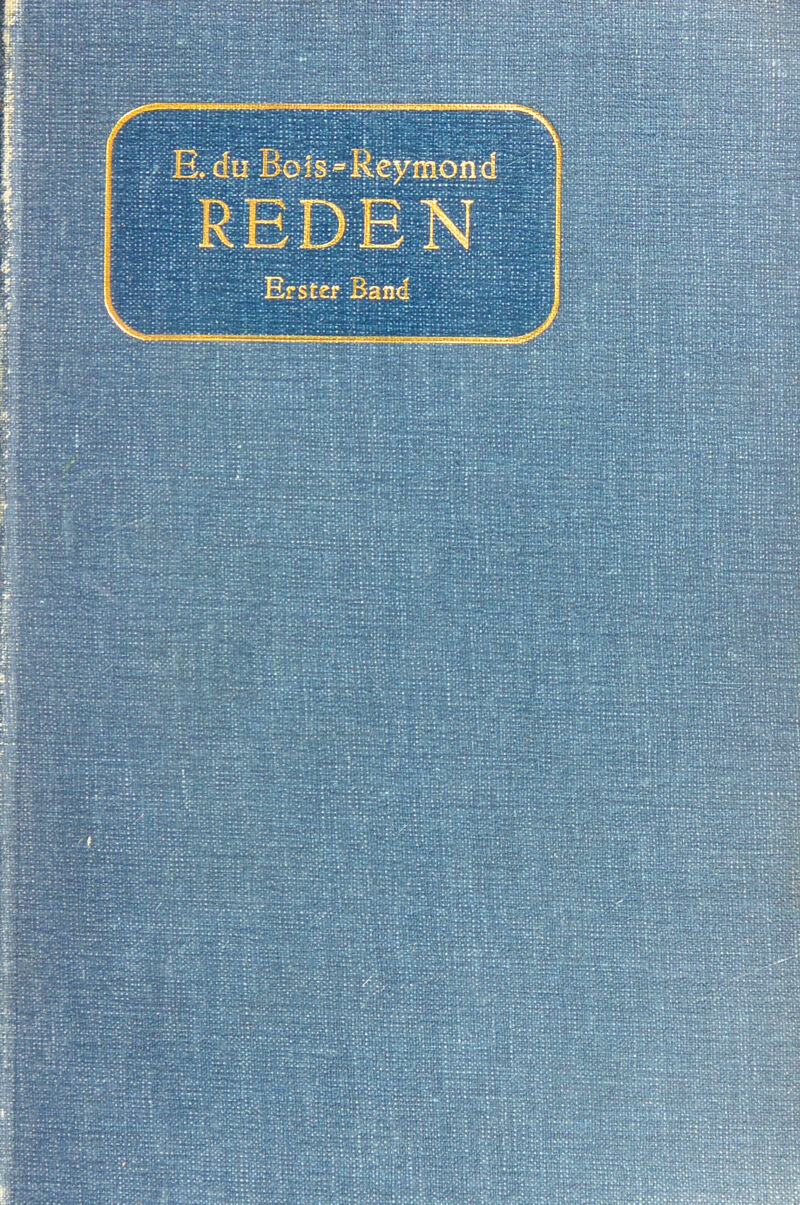 E. du Bois-Reymond
REDEN
Erster Band